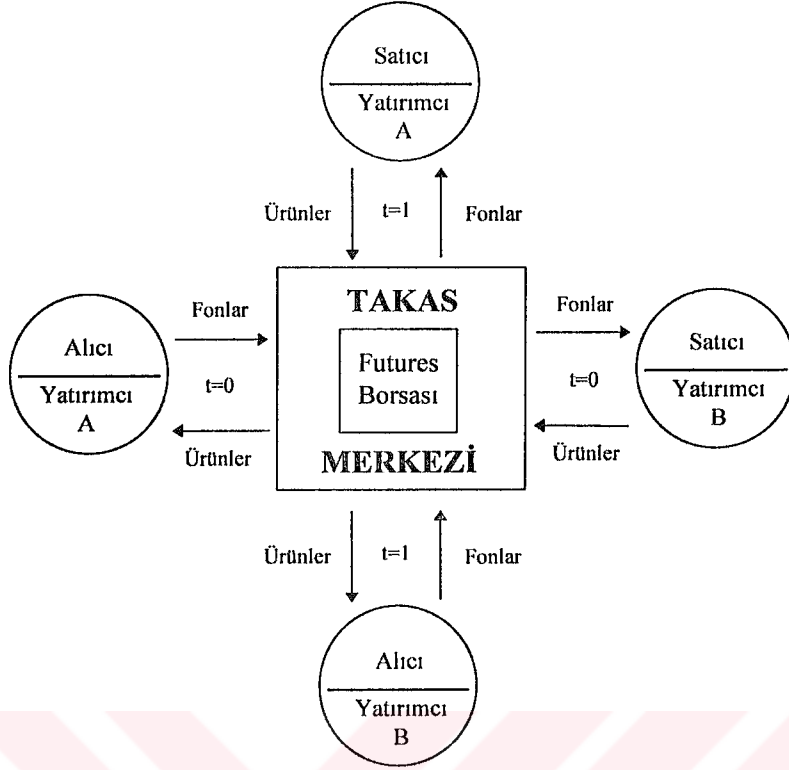 Satıcı
Yatırımcı
A
Ürünler
t=1
Fonlar
TAKAS
Futures
Borsası
MERKEZİ
Fonlar
Alıcı
Yatırımcı
A
t=0
Ürünler
Fonlar
Satıcı
Yatırımcı
B
t=0
Ürünler
Ürünler
t=1
Fonlar
Alıcı
Yatırımcı
B